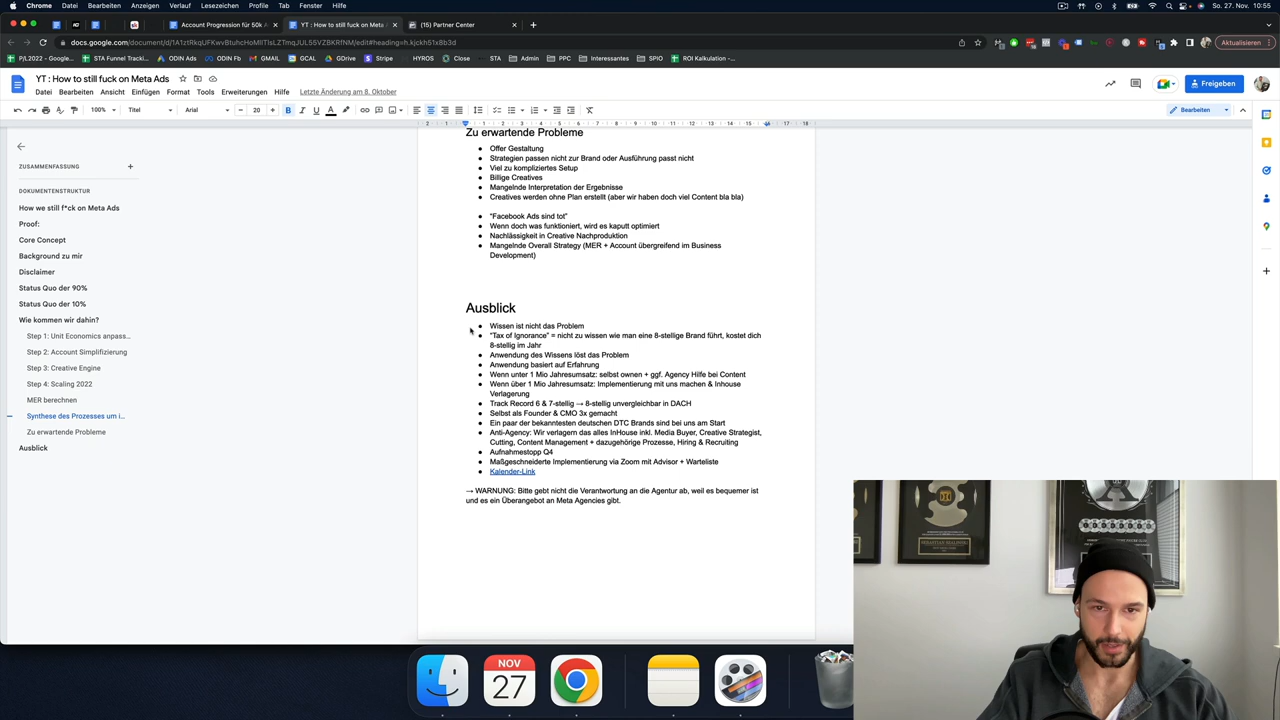 Chrome Ablage Bearbeiten Anzeigen Verlauf Lesezeichen Profile Tab Fenster Hilfe So. 27. Nov. 10:55
Account Progression für 50k A
YT : How to still fuck on Meta A
(15) Partner Center
Aktualisieren
P/L2022 - Google...
STA Funnel Tracki...
ODIN Ads
ODIN Fb
GMAIL
GCAL
GDrive
Stripe
HYROS
Close
STA
Admin
PPC
Interessantes
SPIO
ROI Kalkulation -...
YT : How to still fuck on Meta Ads
Freigeben
Datei Bearbeiten Ansicht Einfügen Format Tools Erweiterungen Hilfe Letzte Änderung am 8. Oktober
100% Titel Arial 20
Bearbeiten
ZUSAMMENFASSUNG
DOKUMENTENSTRUKTUR
How we still f*ck on Meta Ads
Proof:
Core Concept
Background zu mir
Disclaimer
Status Quo der 90%
Status Quo der 10%
Wie kommen wir dahin?
Step 1: Unit Economics anpass...
Step 2: Account Simplifizierung
Step 3: Creative Engine
Step 4: Scaling 2022
MER berechnen
Synthese des Prozesses um i...
Zu erwartende Probleme
Ausblick
Zu erwartende Probleme
Offer Gestaltung
Strategien passen nicht zur Brand oder Ausführung passt nicht
Viel zu kompliziertes Setup
Billige Creatives
Mangelnde Interpretation der Ergebnisse
Creatives werden ohne Plan erstellt (aber wir haben doch viel Content bla bla)
"Facebook Ads sind tot"
Wenn doch was funktioniert, wird es kaputt optimiert
Nachlässigkeit in Creative Nachproduktion
Mangelnde Overall Strategy (MER + Account übergreifend im Business
Development)
Ausblick
Wissen ist nicht das Problem
"Tax of Ignorance" = nicht zu wissen wie man eine 8-stellige Brand führt, kostet dich
8-stellig im Jahr
Anwendung des Wissens löst das Problem
Anwendung basiert auf Erfahrung
Wenn unter 1 Mio Jahresumsatz: selbst ownen + ggf. Agency Hilfe bei Content
Wenn über 1 Mio Jahresumsatz: Implementierung mit uns machen & Inhouse
Verlagerung
Track Record 6 & 7-stellig → 8-stellig unvergleichbar in DACH
Selbst als Founder & CMO 3x gemacht
Ein paar der bekanntesten deutschen DTC Brands sind bei uns am Start
Anti-Agency: Wir verlagern das alles InHouse inkl. Media Buyer, Creative Strategist,
Cutting, Content Management + dazugehörige Prozesse, Hiring & Recruiting
Aufnahmestopp Q4
Maßgeschneiderte Implementierung via Zoom mit Advisor + Warteliste
Kalender-Link
→ WARNUNG: Bitte gebt nicht die Verantwortung an die Agentur ab, weil es bequemer ist
und es ein Überangebot an Meta Agencies gibt.
NOV
27